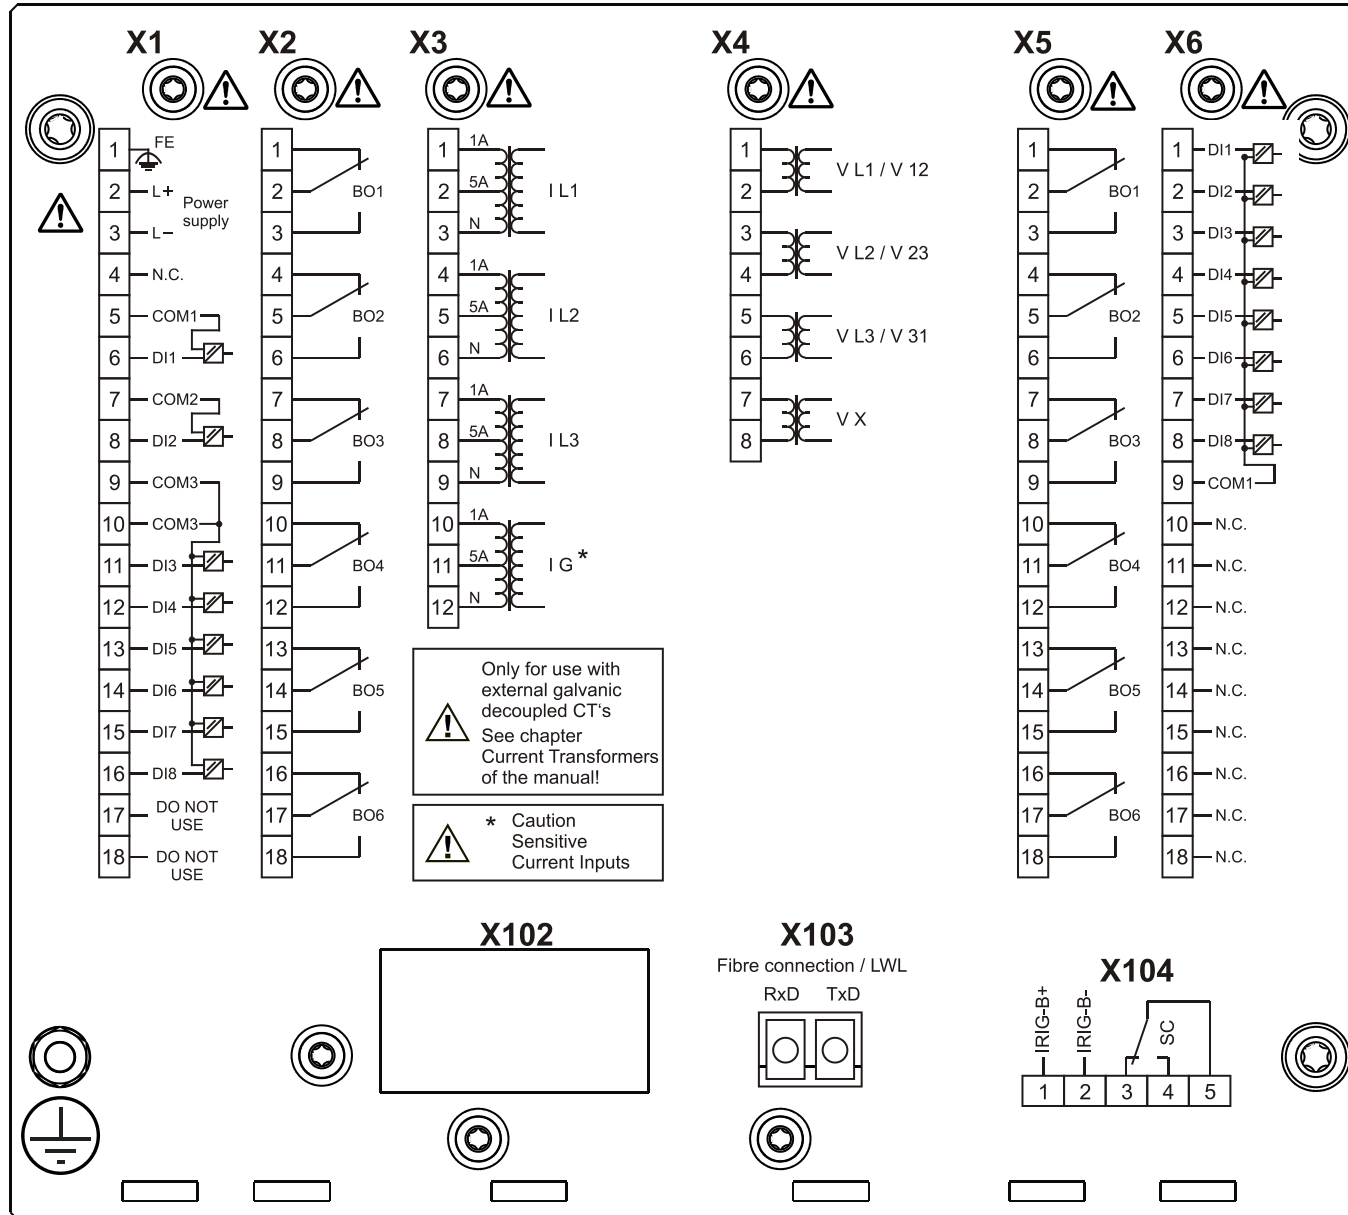 X1 X2 X3 X4 X5 X6
1 FE
2 L+
Power
supply
3 L–
4 N.C.
5 COM1
6 DI1
7 COM2
8 DI2
9 COM3
10 COM3
11 DI3
12 DI4
13 DI5
14 DI6
15 DI7
16 DI8
17 DO NOT
USE
18 DO NOT
USE
1
2 BO1
3
4
5 BO2
6
7
8 BO3
9
10
11 BO4
12
13
14 BO5
15
16
17 BO6
18
1 1A
2 5A I L1
3 N
4 1A
5 5A I L2
6 N
7 1A
8 5A I L3
9 N
10 1A
11 5A I G *
12 N
Only for use with
external galvanic
decoupled CT‘s
See chapter
Current Transformers
of the manual!
* Caution
Sensitive
Current Inputs
1
V L1 / V 12
2
3
V L2 / V 23
4
5
V L3 / V 31
6
7
V X
8
1
2 BO1
3
4
5 BO2
6
7
8 BO3
9
10
11 BO4
12
13
14 BO5
15
16
17 BO6
18
1 DI1
2 DI2
3 DI3
4 DI4
5 DI5
6 DI6
7 DI7
8 DI8
9 COM1
10 N.C.
11 N.C.
12 N.C.
13 N.C.
14 N.C.
15 N.C.
16 N.C.
17 N.C.
18 N.C.
X102
X103
Fibre connection / LWL
RxD TxD
X104
IRIG-B+
IRIG-B-
SC
1 2 3 4 5